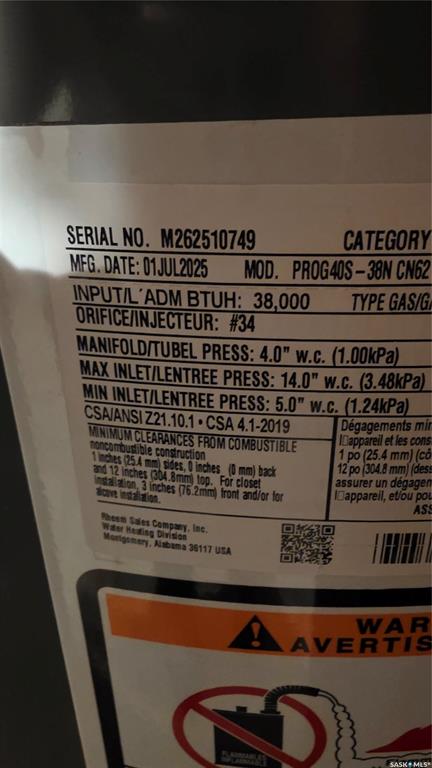 SERIAL NO. M262510749 CATEGORY
MFG. DATE: 01JUL2025 MOD. PROG40S-38N CN62
INPUT/L'ADM BTUH: 38,000 TYPE GAS/GA
ORIFICE/INJECTEUR: #34
MANIFOLD/TUBEL PRESS: 4.0" w.c. (1.00kPa)
MAX INLET/LENTREE PRESS: 14.0" w.c. (3.48kPa)
MIN INLET/LENTREE PRESS: 5.0" w.c. (1.24kPa)
CSA/ANSI Z21.10.1 • CSA 4.1-2019
MINIMUM CLEARANCES FROM COMBUSTIBLE
noncombustible construction
1 inches (25.4 mm) sides, 0 inches (0 mm) back
and 12 inches (304.8mm) top. For closet
installation, 3 inches (76.2mm) front and/or for
alcove installation.
Dégagements min
l□appareil et les cons
1 po (25.4 mm) (cô
12 po (304.8 mm) (dess
assurer un dégagem
l□appareil, et/ou pou
ASS
Rheem Sales Company, Inc.
Water Heating Division
Montgomery, Alabama 36117 USA
WAR
AVERTIS
FLAMMABLES
INFLAMMABLES
SASK MLS®